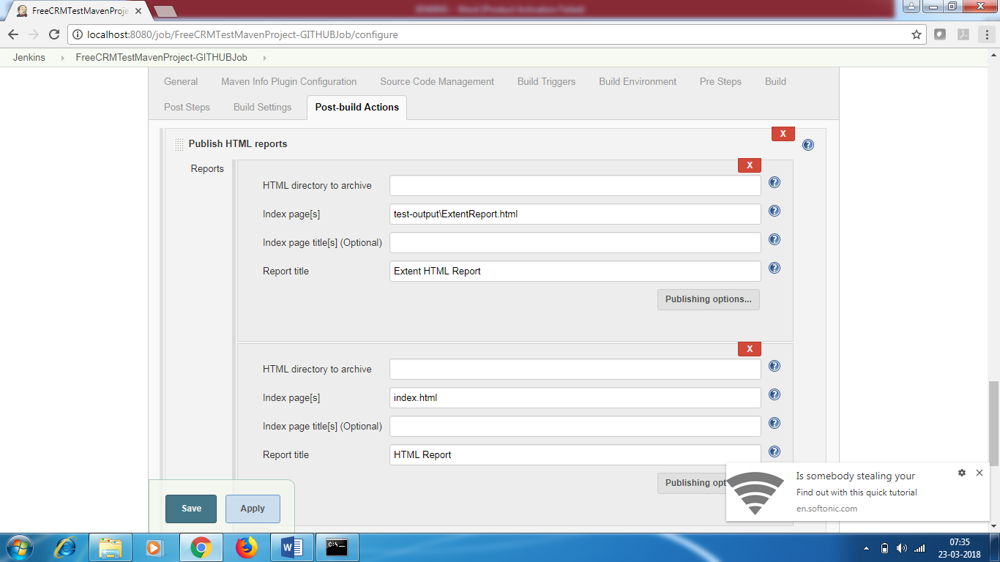 FreeCRMTestMavenProje
localhost:8080/job/FreeCRMTestMavenProject-GITHUBJob/configure
Jenkins FreeCRMTestMavenProject-GITHUBJob
General Maven Info Plugin Configuration Source Code Management Build Triggers Build Environment Pre Steps Build
Post Steps Build Settings Post-build Actions
X
Publish HTML reports
Reports
X
HTML directory to archive
Index page[s] test-output\ExtentReport.html
Index page title[s] (Optional)
Report title Extent HTML Report
Publishing options...
X
HTML directory to archive
Index page[s] index.html
Index page title[s] (Optional)
Report title HTML Report
Publishing opt
Is somebody stealing your
Find out with this quick tutorial
en.softonic.com
Save Apply
07:35
23-03-2018